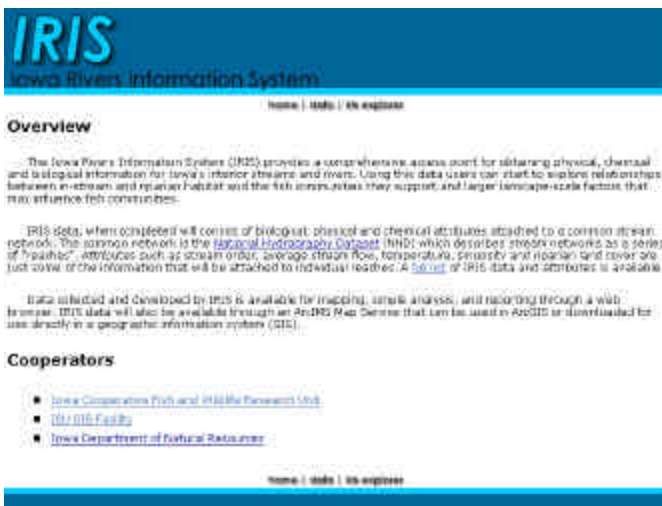 IRIS
Iowa Rivers Information System
home | data | iris explorer
Overview
The Iowa Rivers Information System (IRIS) provides a comprehensive access point for obtaining physical, chemical
and biological information for Iowa's interior streams and rivers. Using this data users can start to explore relationships
between in-stream and riparian habitat and the fish communities they support and larger landscape-scale factors that
may influence fish communities.
IRIS data, when completed will consist of biological, physical and chemical attributes attached to a common stream
network. The common network is the National Hydrography Dataset (NHD) which describes stream networks as a series
of "reaches". Attributes such as stream order, average stream flow, temperature, sinuosity and riparian land cover are
just some of the information that will be attached to individual reaches. A full list of IRIS data and attributes is available
Data collected and developed by IRIS is available for mapping, simple analysis, and reporting through a web
browser. IRIS data will also be available through an ArcIMS Map Service that can be used in ArcGIS or downloaded for
use directly in a geographic information system (GIS).
Cooperators
Iowa Cooperative Fish and Wildlife Research Unit
ISU GIS Facility
Iowa Department of Natural Resources
home | data | iris explorer